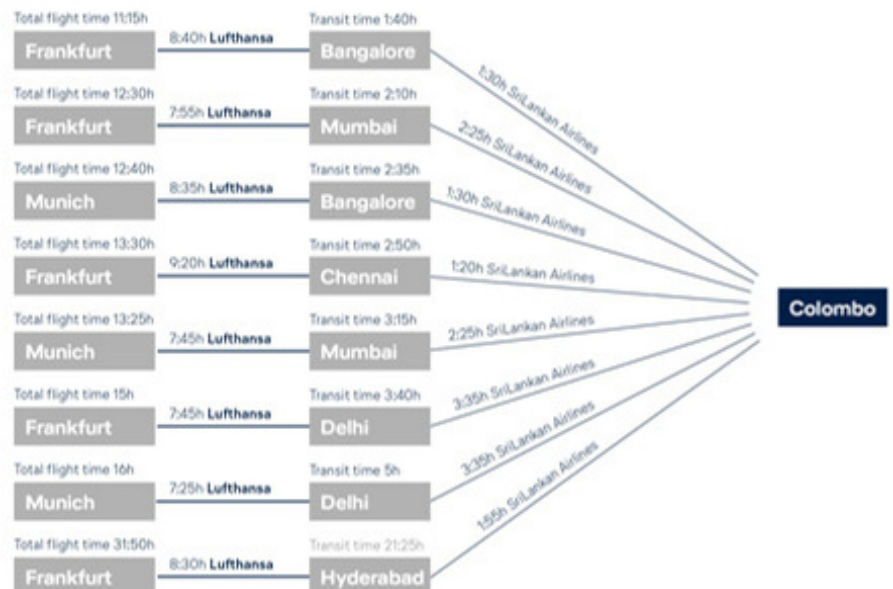 Total flight time 11:15h
Transit time 1:40h
Frankfurt 8:40h Lufthansa Bangalore
1:30h SriLankan Airlines
Total flight time 12:30h
Transit time 2:10h
Frankfurt 7:55h Lufthansa Mumbai
2:25h SriLankan Airlines
Total flight time 12:40h
Transit time 2:35h
Munich 8:35h Lufthansa Bangalore
1:30h SriLankan Airlines
Total flight time 13:30h
Transit time 2:50h
Frankfurt 9:20h Lufthansa Chennai
1:20h SriLankan Airlines
Colombo
Total flight time 13:25h
Transit time 3:15h
Munich 7:45h Lufthansa Mumbai
2:25h SriLankan Airlines
Total flight time 15h
Transit time 3:40h
Frankfurt 7:45h Lufthansa Delhi
3:35h SriLankan Airlines
Total flight time 16h
Transit time 5h
Munich 7:25h Lufthansa Delhi
3:35h SriLankan Airlines
Total flight time 31:50h
Transit time 21:25h
Frankfurt 8:30h Lufthansa Hyderabad
1:55h SriLankan Airlines